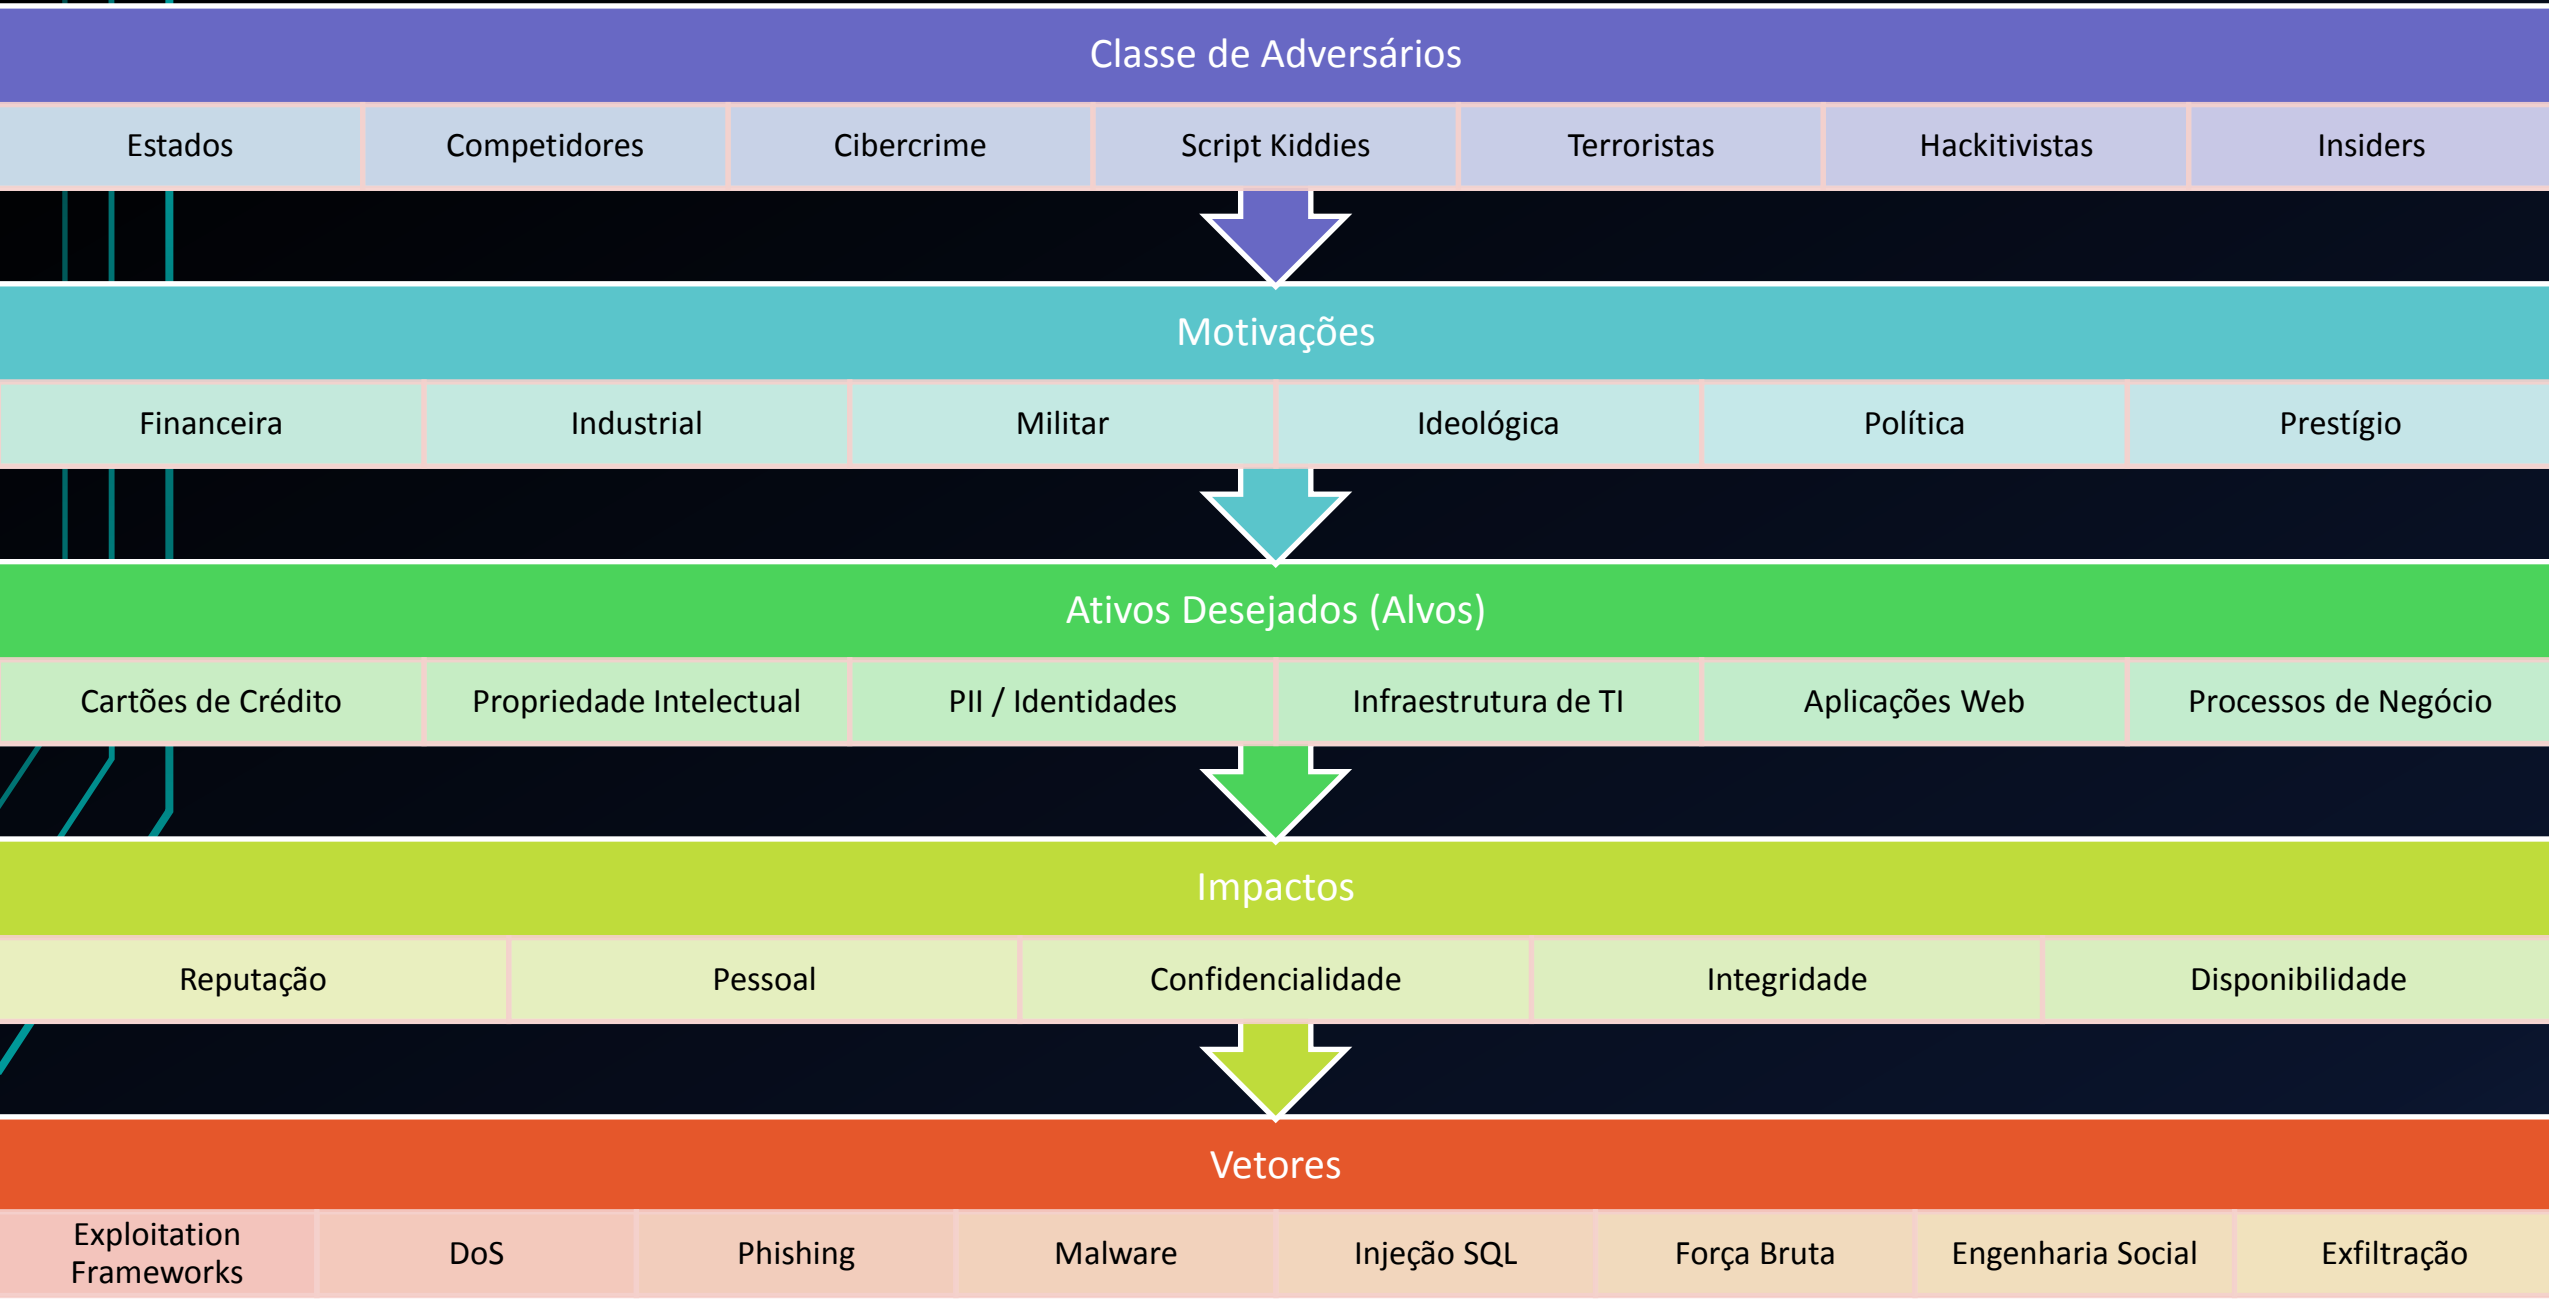 Classe de Adversários
Estados
Competidores
Cibercrime
Script Kiddies
Terroristas
Hackitivistas
Insiders
Motivações
Financeira
Industrial
Militar
Ideológica
Política
Prestígio
Ativos Desejados (Alvos)
Cartões de Crédito
Propriedade Intelectual
PII / Identidades
Infraestrutura de TI
Aplicações Web
Processos de Negócio
Impactos
Reputação
Pessoal
Confidencialidade
Integridade
Disponibilidade
Vetores
Exploitation
Frameworks
DoS
Phishing
Malware
Injeção SQL
Força Bruta
Engenharia Social
Exfiltração